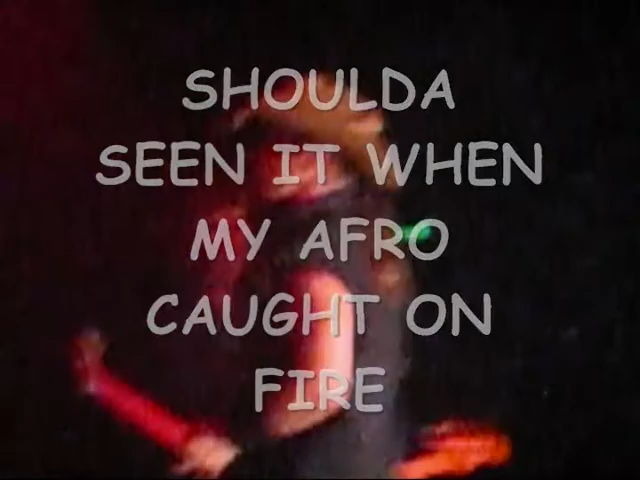 SHOULDA
SEEN IT WHEN
MY AFRO
CAUGHT ON
FIRE